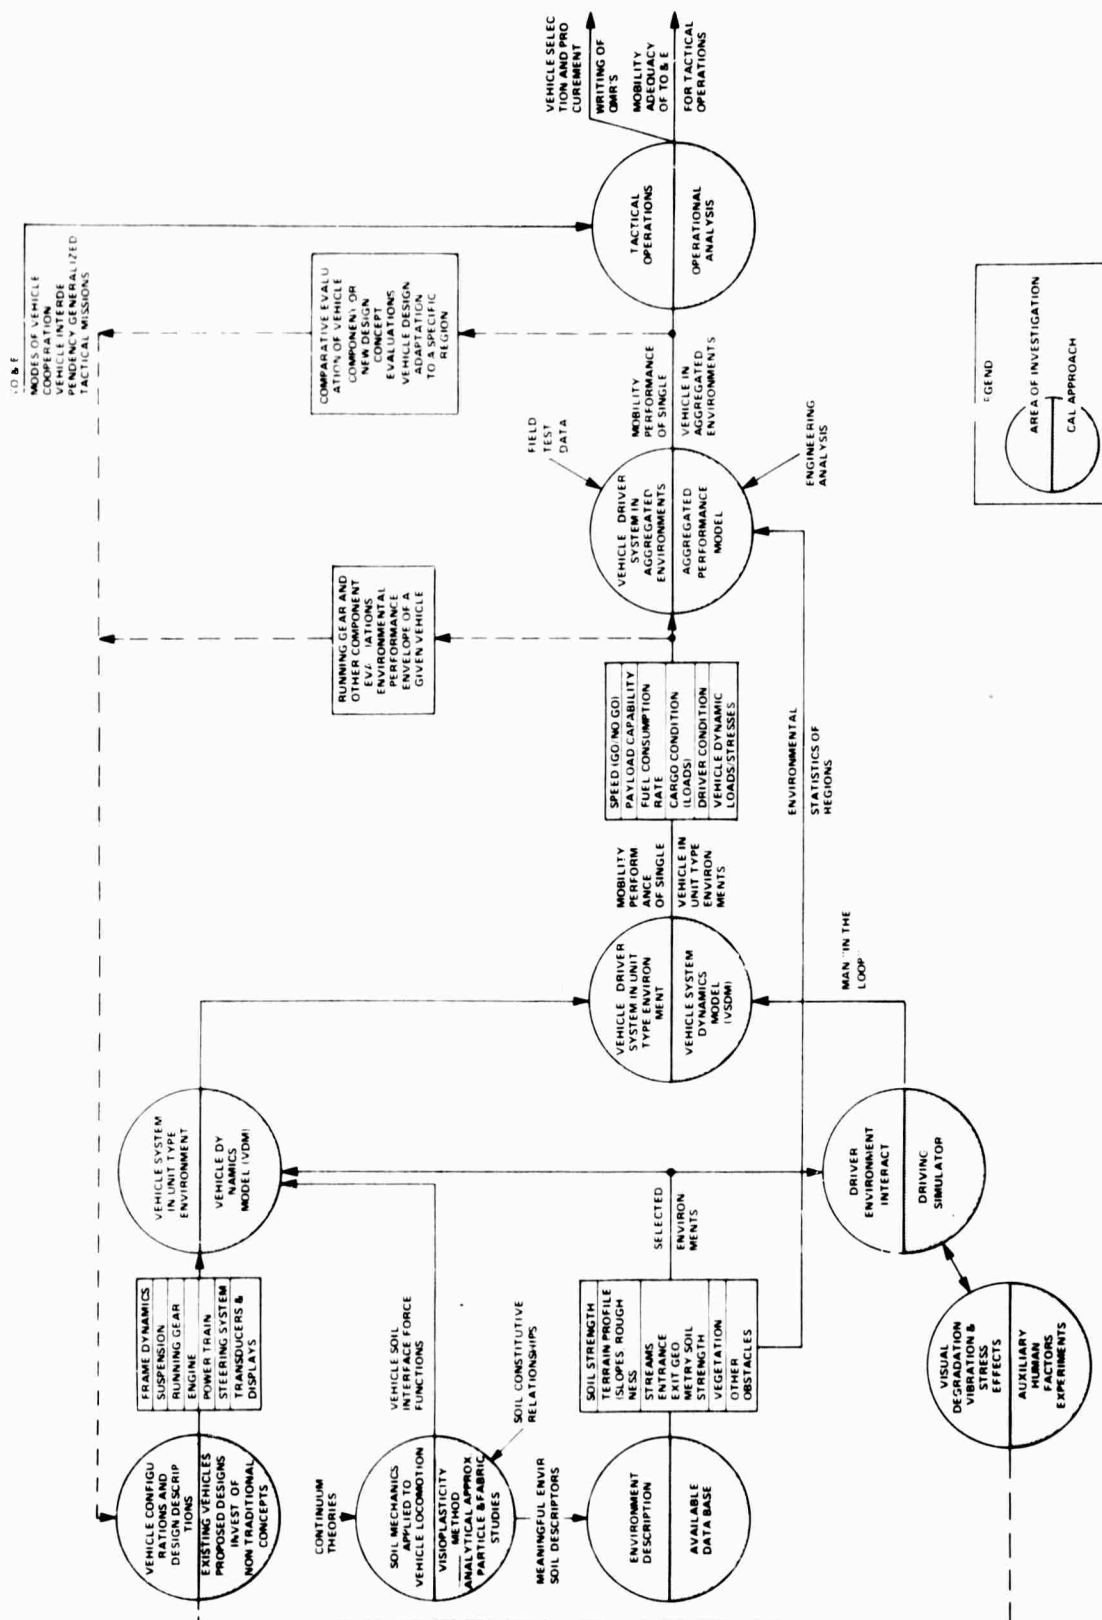 TO & E
MODES OF VEHICLE
COOPERATION
VEHICLE INTERDE
PENDENCY GENERALIZED
TACTICAL MISSIONS
VEHICLE SELEC
TION AND PRO
CUREMENT
WRITING OF
QMR'S
MOBILITY
ADEQUACY
OF TO & E
FOR TACTICAL
OPERATIONS
TACTICAL
OPERATIONS
OPERATIONAL
ANALYSIS
COMPARATIVE EVALU
ATION OF VEHICLE
COMPONENT OR
NEW DESIGN
CONCEPT
EVALUATIONS
VEHICLE DESIGN
ADAPTATION
TO A SPECIFIC
REGION
MOBILITY
PERFORMANCE
OF SINGLE
VEHICLE IN
AGGREGATED
ENVIRONMENTS
FIELD
TEST
DATA
VEHICLE DRIVER
SYSTEM IN
AGGREGATED
ENVIRONMENTS
AGGREGATED
PERFORMANCE
MODEL
ENGINEERING
ANALYSIS
EGEND
AREA OF INVESTIGATION
CAL APPROACH
RUNNING GEAR AND
OTHER COMPONENT
ENVIRONMENTAL
PERFORMANCE
ENVELOPE OF A
GIVEN VEHICLE
SPEED (GO/NO GO)
PAYLOAD CAPABILITY
FUEL CONSUMPTION
RATE
CARGO CONDITION
(LOADS)
DRIVER CONDITION
VEHICLE DYNAMIC
LOADS/STRESSES
ENVIRONMENTAL
STATISTICS OF
REGIONS
MOBILITY
PERFORM
ANCE
OF SINGLE
VEHICLE IN
UNIT TYPE
ENVIRON
MENTS
VEHICLE DRIVER
SYSTEM IN UNIT
TYPE ENVIRON
MENT
VEHICLE SYSTEM
DYNAMICS
MODEL
(VSDM)
MAN "IN THE
LOOP"
VEHICLE SYSTEM
IN UNIT TYPE
ENVIRONMENT
VEHICLE DY
NAMICS
MODEL (VDM)
SELECTED
ENVIRON
MENTS
DRIVER
ENVIRONMENT
INTERACT
DRIVING
SIMULATOR
FRAME DYNAMICS
SUSPENSION
RUNNING GEAR
ENGINE
POWER TRAIN
STEERING SYSTEM
TRANSDUCERS &
DISPLAYS
VEHICLE SOIL
INTERFACE FORCE
FUNCTIONS
SOIL CONSTITUTIVE
RELATIONSHIPS
SOIL STRENGTH
TERRAIN PROFILE
(SLOPES, ROUGH
NESS
STREAMS
ENTRANCE
EXIT GEO
METRY SOIL
STRENGTH
VEGETATION
OTHER
OBSTACLES
VISUAL
DEGRADATION
VIBRATION &
STRESS
EFFECTS
AUXILIARY
HUMAN
FACTORS
EXPERIMENTS
VEHICLE CONFIGU
RATIONS AND
DESIGN DESCRIP
TIONS
EXISTING VEHICLES
PROPOSED DESIGNS
INVEST OF
NON TRADITIONAL
CONCEPTS
CONTINUUM
THEORIES
SOIL MECHANICS
APPLIED TO
VEHICLE LOCOMOTION
VISIOPLASTICITY
METHOD
ANALYTICAL APPROX.
PARTICLE & FABRIC
STUDIES
MEANINGFUL ENVIR
SOIL DESCRIPTORS
ENVIRONMENT
DESCRIPTION
AVAILABLE
DATA BASE